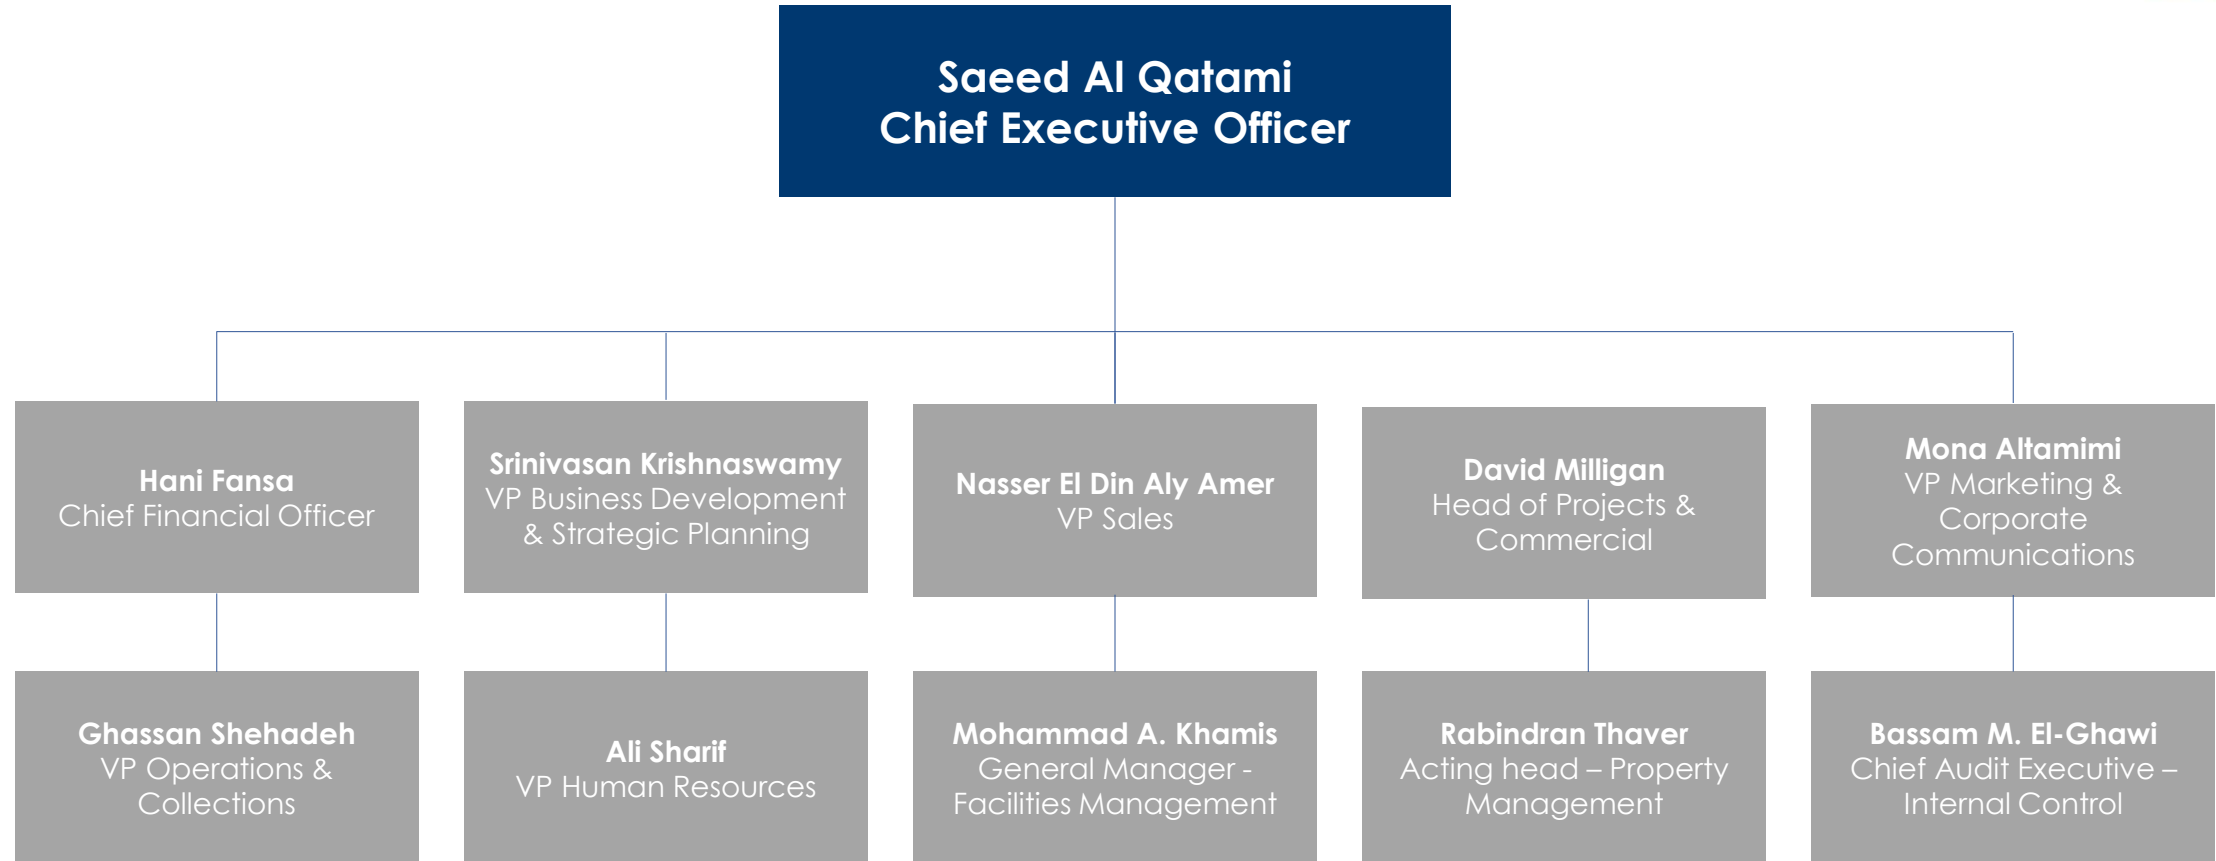 Saeed Al Qatami
Chief Executive Officer
Hani Fansa
Chief Financial Officer
Srinivasan Krishnaswamy
VP Business Development
& Strategic Planning
Nasser El Din Aly Amer
VP Sales
David Milligan
Head of Projects &
Commercial
Mona Altamimi
VP Marketing &
Corporate
Communications
Ghassan Shehadeh
VP Operations &
Collections
Ali Sharif
VP Human Resources
Mohammad A. Khamis
General Manager -
Facilities Management
Rabindran Thaver
Acting head – Property
Management
Bassam M. El-Ghawi
Chief Audit Executive –
Internal Control